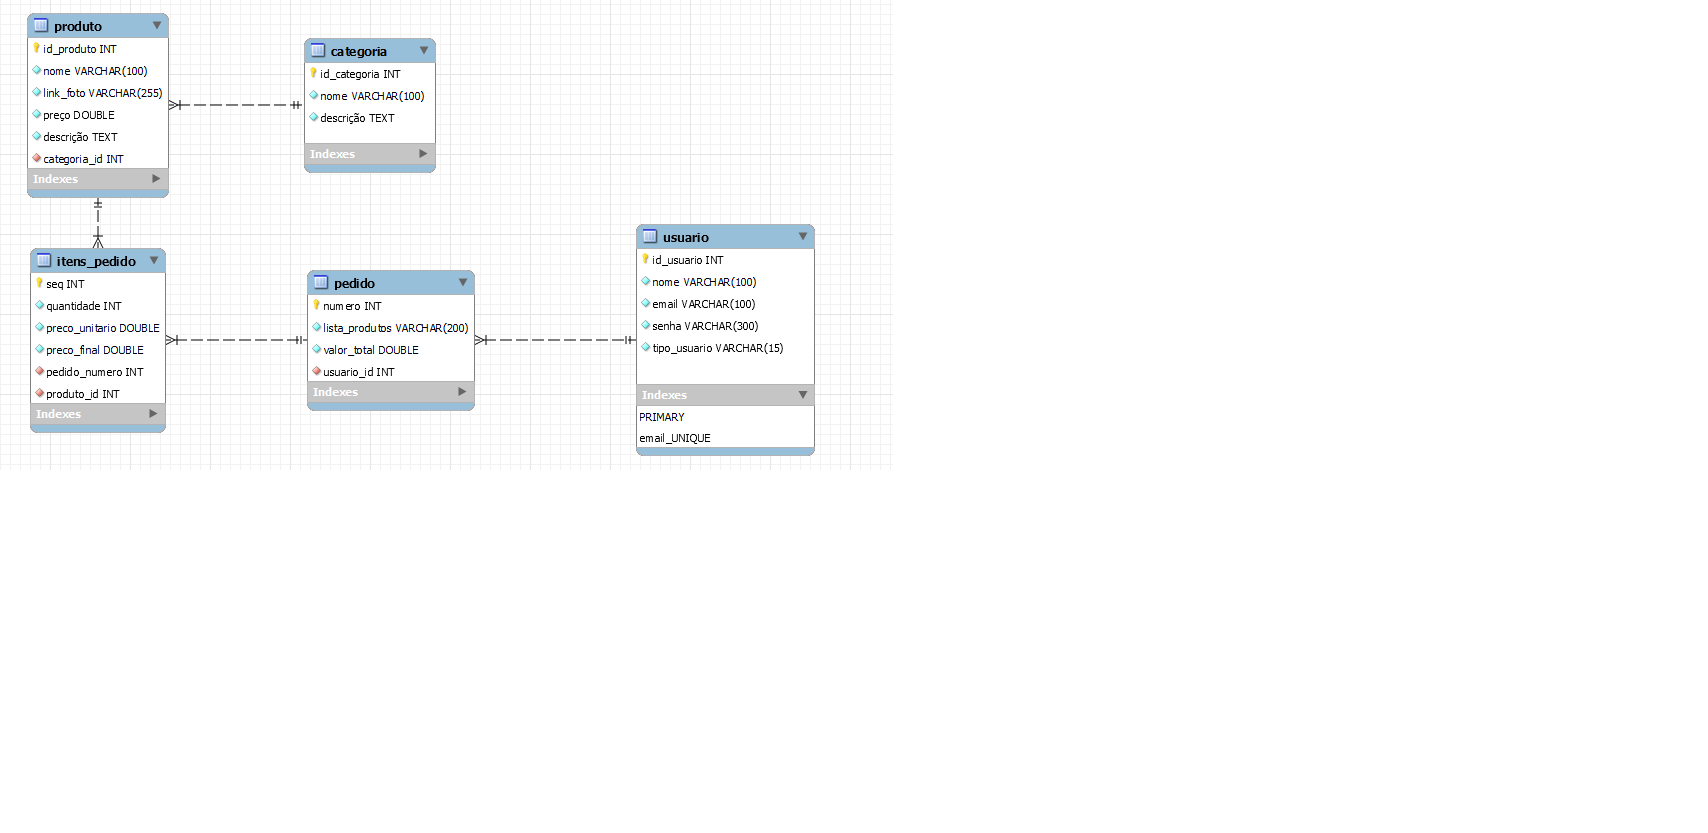 produto
id_produto INT
nome VARCHAR(100)
link_foto VARCHAR(255)
preço DOUBLE
descrição TEXT
categoria_id INT
Indexes
categoria
id_categoria INT
nome VARCHAR(100)
descrição TEXT
Indexes
itens_pedido
seq INT
quantidade INT
preco_unitario DOUBLE
preco_final DOUBLE
pedido_numero INT
produto_id INT
Indexes
pedido
numero INT
lista_produtos VARCHAR(200)
valor_total DOUBLE
usuario_id INT
Indexes
usuario
id_usuario INT
nome VARCHAR(100)
email VARCHAR(100)
senha VARCHAR(300)
tipo_usuario VARCHAR(15)
Indexes
PRIMARY
email_UNIQUE